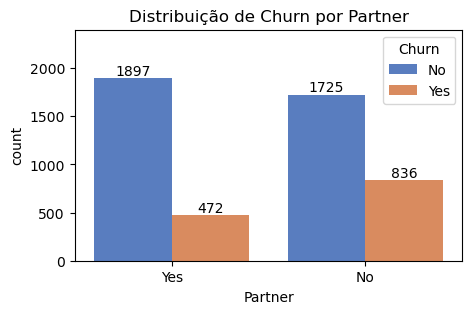 Distribuição de Churn por Partner
Churn
No
Yes
1897
472
1725
836
count
2000
1500
1000
500
0
Yes
No
Partner